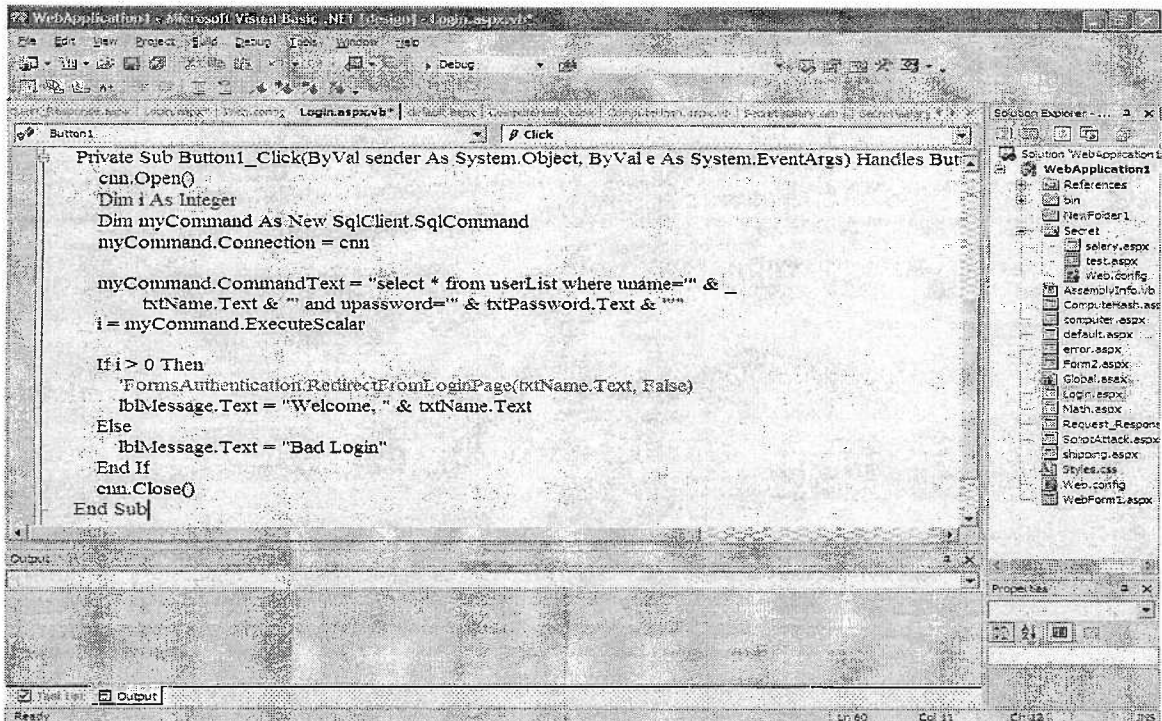 WebApplication1 - Microsoft Visual Basic .NET [design] - Login.aspx.vb*
File Edit View Project Build Debug Tools Window Help
Debug
Login.aspx.vb*
Solution Explorer - ...
Button1
Click
Private Sub Button1_Click(ByVal sender As System.Object, ByVal e As System.EventArgs) Handles But
cnn.Open()
Dim i As Integer
Dim myCommand As New SqlClient.SqlCommand
myCommand.Connection = cnn
myCommand.CommandText = "select * from userList where uname='" & _
txtName.Text & "' and upassword='" & txtPassword.Text & "'"
i = myCommand.ExecuteScalar
If i > 0 Then
'FormsAuthentication.RedirectFromLoginPage(txtName.Text, False)
lblMessage.Text = "Welcome, " & txtName.Text
Else
lblMessage.Text = "Bad Login"
End If
cnn.Close()
End Sub
Solution 'WebApplication1
WebApplication1
References
bin
NewFolder1
Secret
salery.aspx
test.aspx
Web.config
AssemblyInfo.vb
ComputeHash.asp
computer.aspx
default.aspx
error.aspx
Form2.aspx
Global.asax
Login.aspx
Math.aspx
Request_Respons
ScriptAttack.aspx
shipping.aspx
Styles.css
Web.config
WebForm1.aspx
Output
Properties
Task List
Output
Ready
Ln 60
Col 11
INS